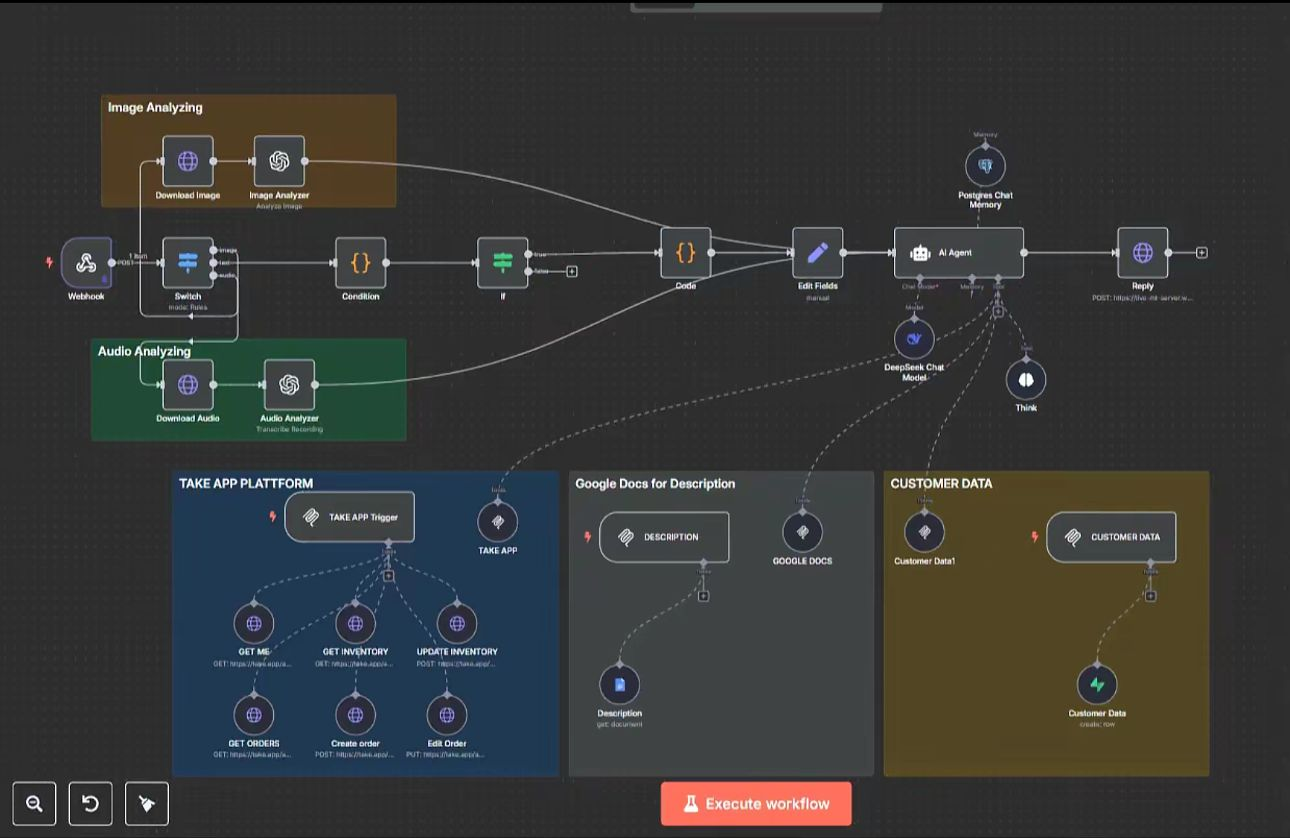 Image Analyzing
Download Image
Image Analyzer
Analyze Image
Memory
Postgres Chat
Memory
Webhook
POST
1 item
Switch
mode: Rules
image
text
audio
Condition
If
true
false
Code
Edit Fields
manual
AI Agent
Chat Model*
Memory
Tool
Reply
POST: https://live-mt-server.w...
Audio Analyzing
Download Audio
Audio Analyzer
Transcribe Recording
Model
DeepSeek Chat
Model
Think
TAKE APP PLATTFORM
TAKE APP Trigger
Tools
TAKE APP
GET ME
GET: https://take.app/a...
GET INVENTORY
GET: https://take.app/a...
UPDATE INVENTORY
POST: https://take.app/...
GET ORDERS
GET: https://take.app/a...
Create order
POST: https://take.app/...
Edit Order
PUT: https://take.app/a...
Google Docs for Description
DESCRIPTION
Tools
GOOGLE DOCS
Description
get: document
CUSTOMER DATA
Customer Data1
CUSTOMER DATA
Tools
Customer Data
create: row
Execute workflow